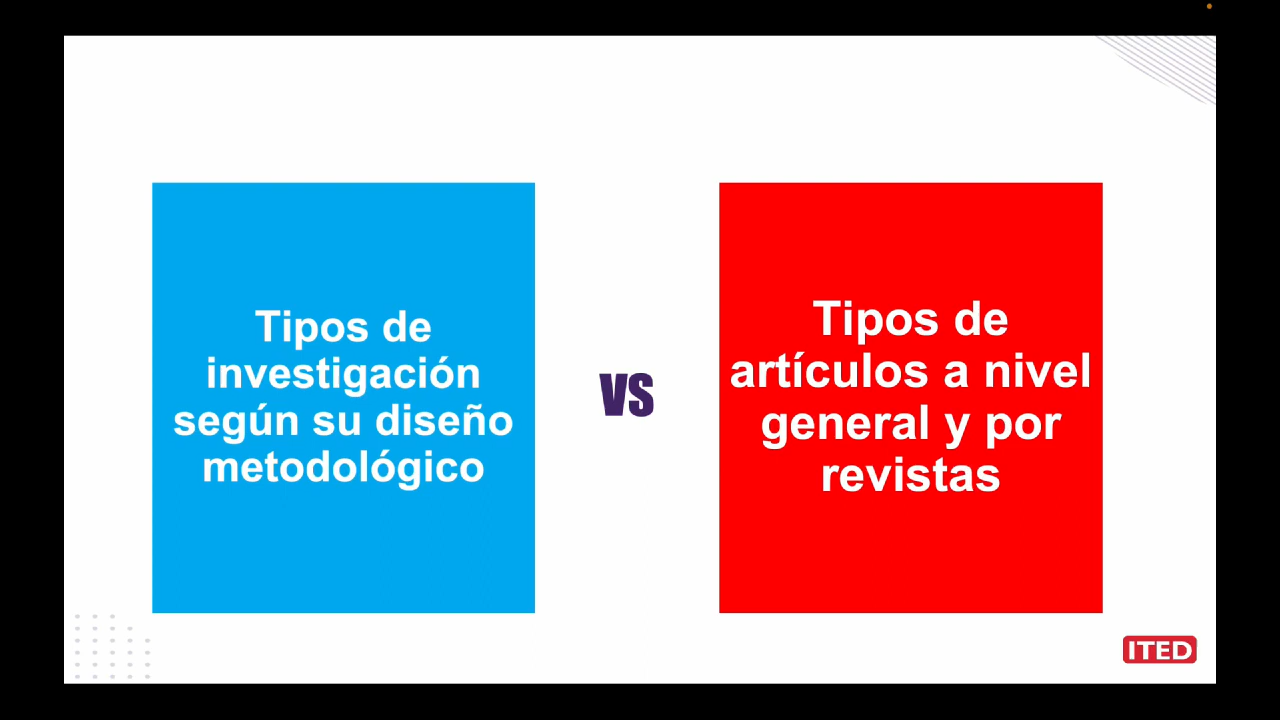 Tipos de
investigación
según su diseño
metodológico
VS
Tipos de
artículos a nivel
general y por
revistas
ITED